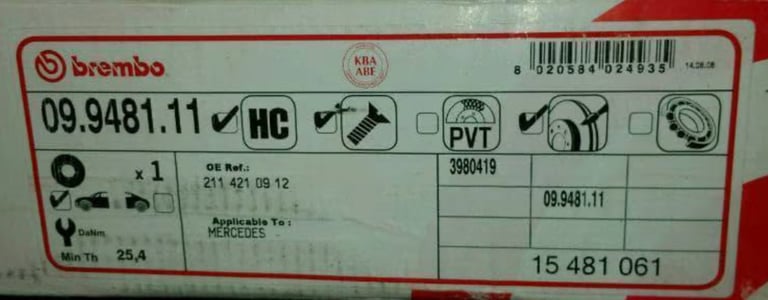 brembo
KBA
ABE
8 020584 024935
14.08.08
09.9481.11
HC
PVT
x 1
OE Ref.:
211 421 09 12
3980419
09.9481.11
DaNm
Applicable To :
MERCEDES
Min Th 25,4
15 481 061